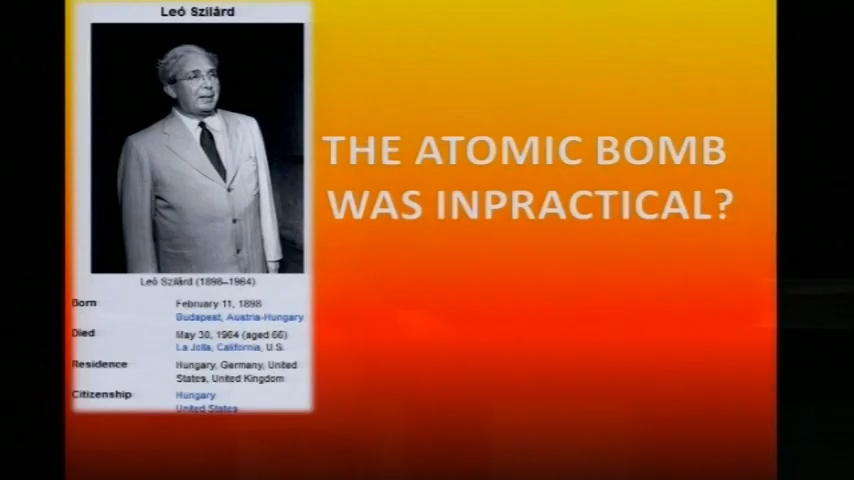 Leó Szilárd
THE ATOMIC BOMB
WAS INPRACTICAL?
Leó Szilárd (1898–1964)
Born February 11, 1898
Budapest, Austria-Hungary
Died May 30, 1964 (aged 66)
La Jolla, California, U.S.
Residence Hungary, Germany, United
States, United Kingdom
Citizenship Hungary
United States